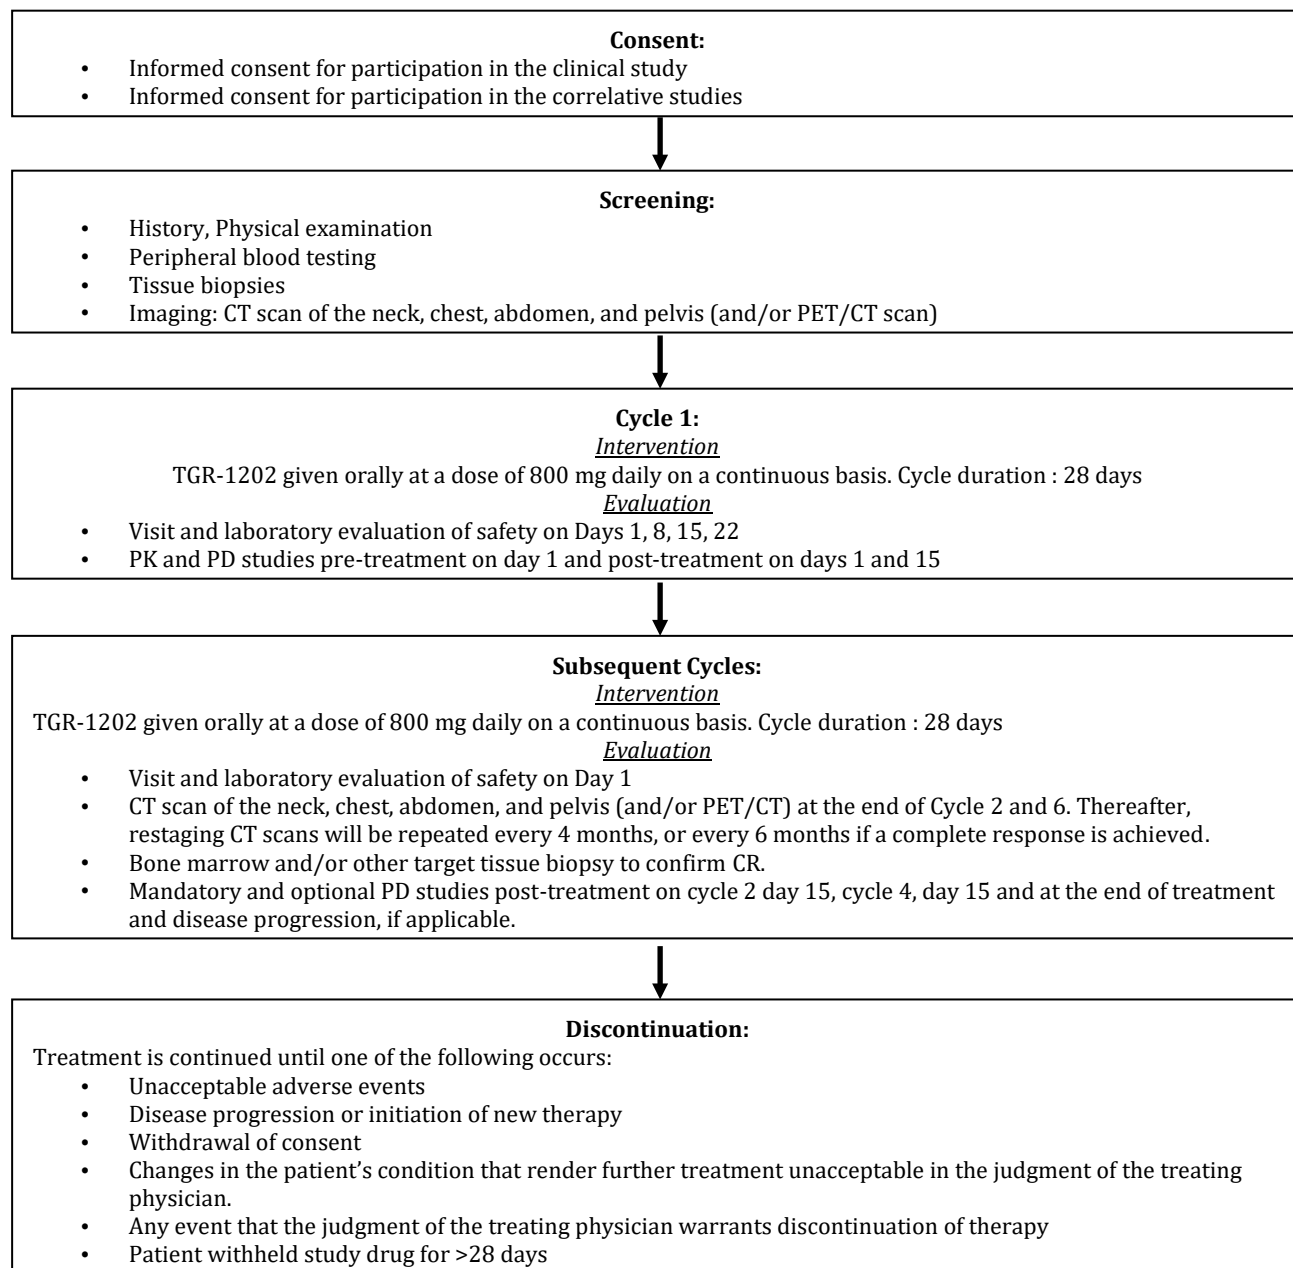 Consent:
• Informed consent for participation in the clinical study
• Informed consent for participation in the correlative studies
Screening:
• History, Physical examination
• Peripheral blood testing
• Tissue biopsies
• Imaging: CT scan of the neck, chest, abdomen, and pelvis (and/or PET/CT scan)
Cycle 1:
Intervention
TGR-1202 given orally at a dose of 800 mg daily on a continuous basis. Cycle duration : 28 days
Evaluation
• Visit and laboratory evaluation of safety on Days 1, 8, 15, 22
• PK and PD studies pre-treatment on day 1 and post-treatment on days 1 and 15
Subsequent Cycles:
Intervention
TGR-1202 given orally at a dose of 800 mg daily on a continuous basis. Cycle duration : 28 days
Evaluation
• Visit and laboratory evaluation of safety on Day 1
• CT scan of the neck, chest, abdomen, and pelvis (and/or PET/CT) at the end of Cycle 2 and 6. Thereafter,
restaging CT scans will be repeated every 4 months, or every 6 months if a complete response is achieved.
• Bone marrow and/or other target tissue biopsy to confirm CR.
• Mandatory and optional PD studies post-treatment on cycle 2 day 15, cycle 4, day 15 and at the end of treatment
and disease progression, if applicable.
Discontinuation:
Treatment is continued until one of the following occurs:
• Unacceptable adverse events
• Disease progression or initiation of new therapy
• Withdrawal of consent
• Changes in the patient’s condition that render further treatment unacceptable in the judgment of the treating
physician.
• Any event that the judgment of the treating physician warrants discontinuation of therapy
• Patient withheld study drug for >28 days